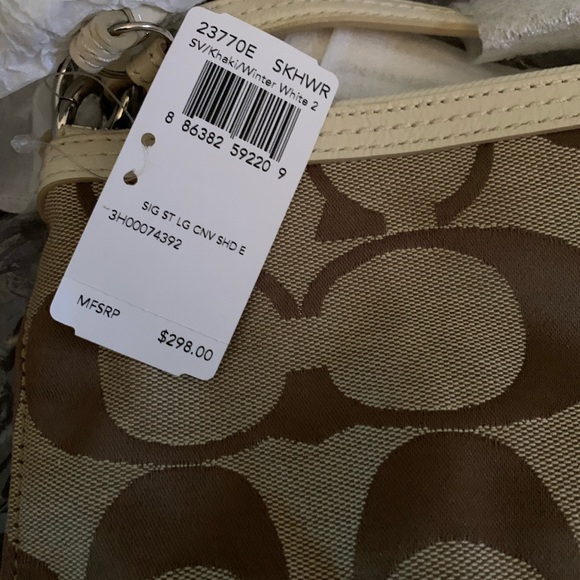 23770E SKHWR
SV/Khaki/Winter White 2
8 86382 59220 9
SIG ST LG CNV SHD E
3H00074392
MFSRP
$298.00